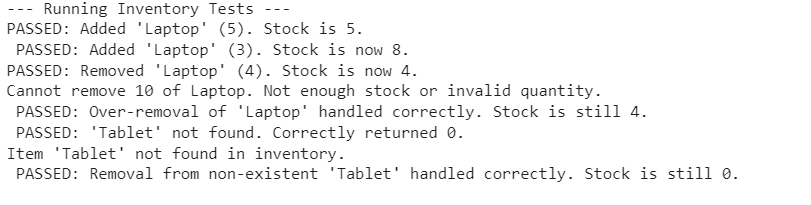 --- Running Inventory Tests ---
PASSED: Added 'Laptop' (5). Stock is 5.
 PASSED: Added 'Laptop' (3). Stock is now 8.
PASSED: Removed 'Laptop' (4). Stock is now 4.
Cannot remove 10 of Laptop. Not enough stock or invalid quantity.
 PASSED: Over-removal of 'Laptop' handled correctly. Stock is still 4.
 PASSED: 'Tablet' not found. Correctly returned 0.
Item 'Tablet' not found in inventory.
 PASSED: Removal from non-existent 'Tablet' handled correctly. Stock is still 0.